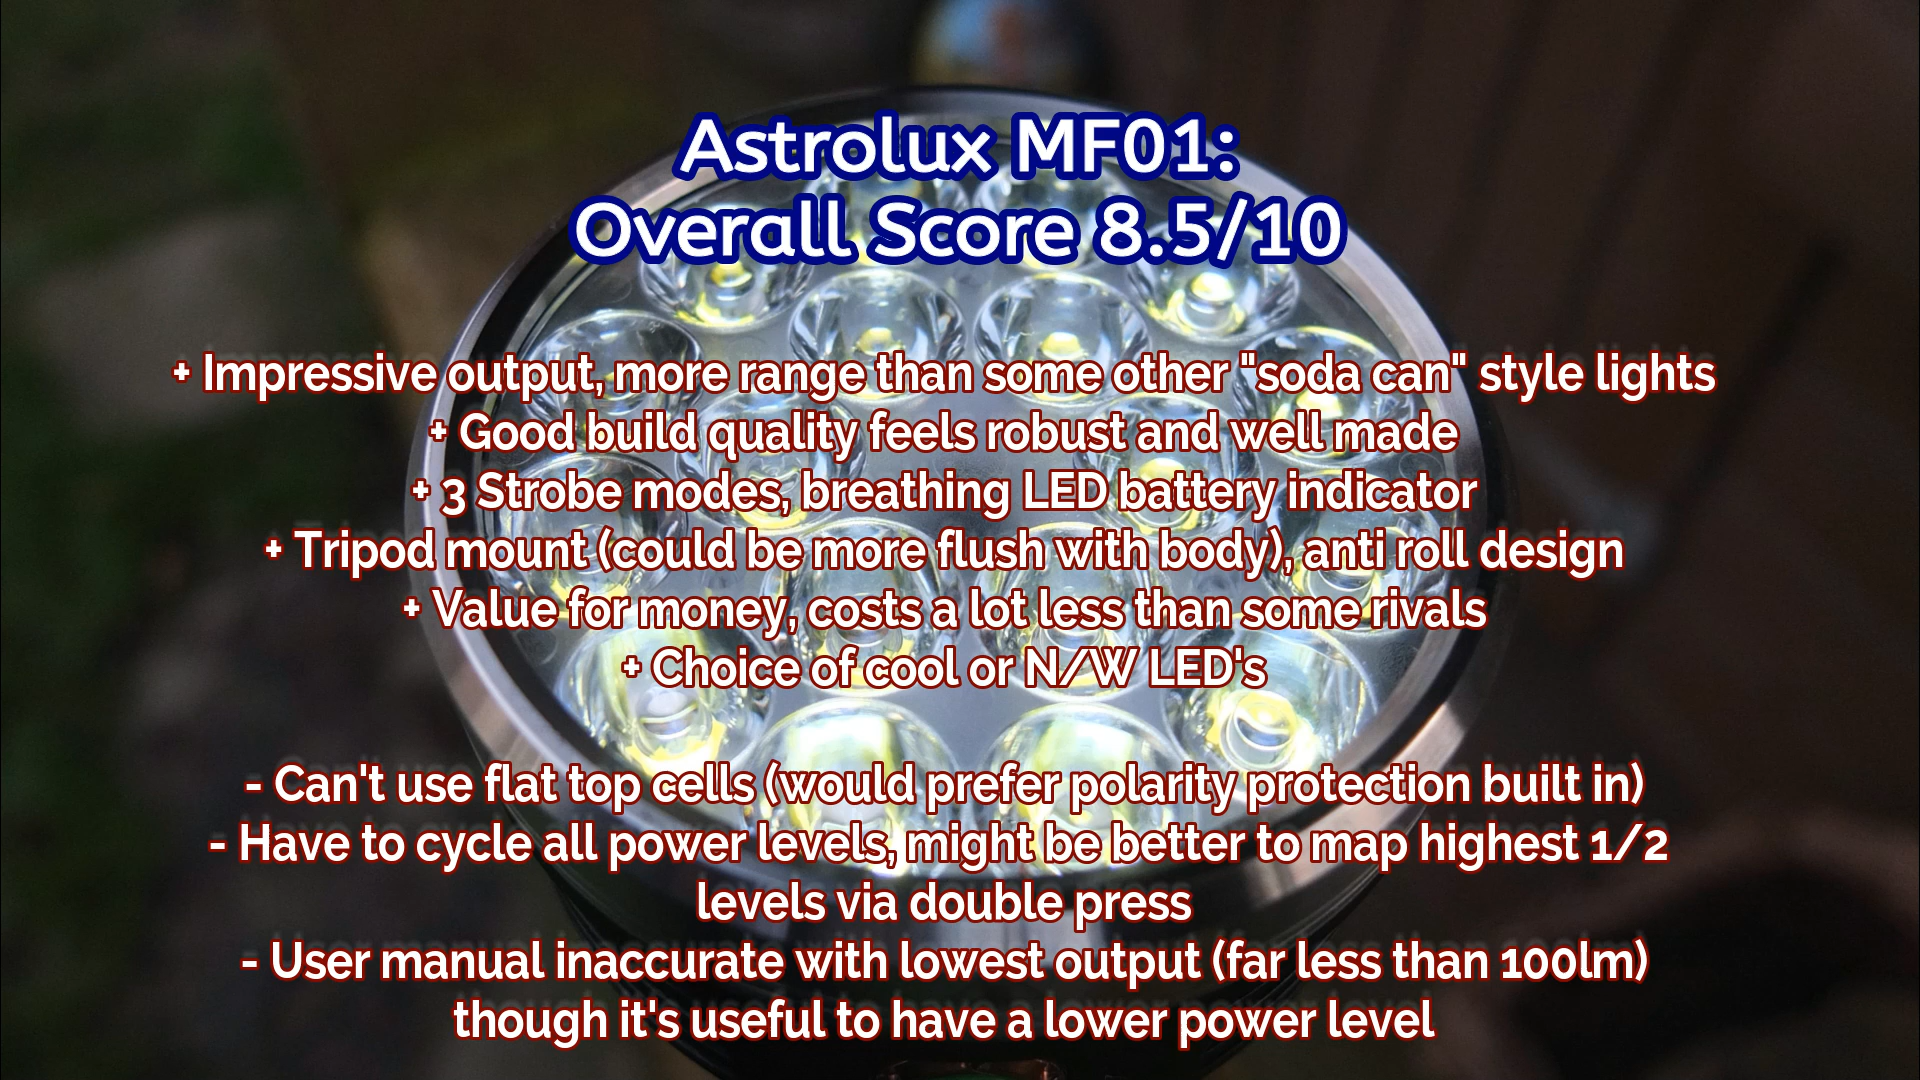 Astrolux MF01:
Overall Score 8.5/10
+ Impressive output, more range than some other "soda can" style lights
+ Good build quality feels robust and well made
+ 3 Strobe modes, breathing LED battery indicator
+ Tripod mount (could be more flush with body), anti roll design
+ Value for money, costs a lot less than some rivals
+ Choice of cool or N/W LED's
- Can't use flat top cells (would prefer polarity protection built in)
- Have to cycle all power levels, might be better to map highest 1/2
levels via double press
- User manual inaccurate with lowest output (far less than 100lm)
though it's useful to have a lower power level